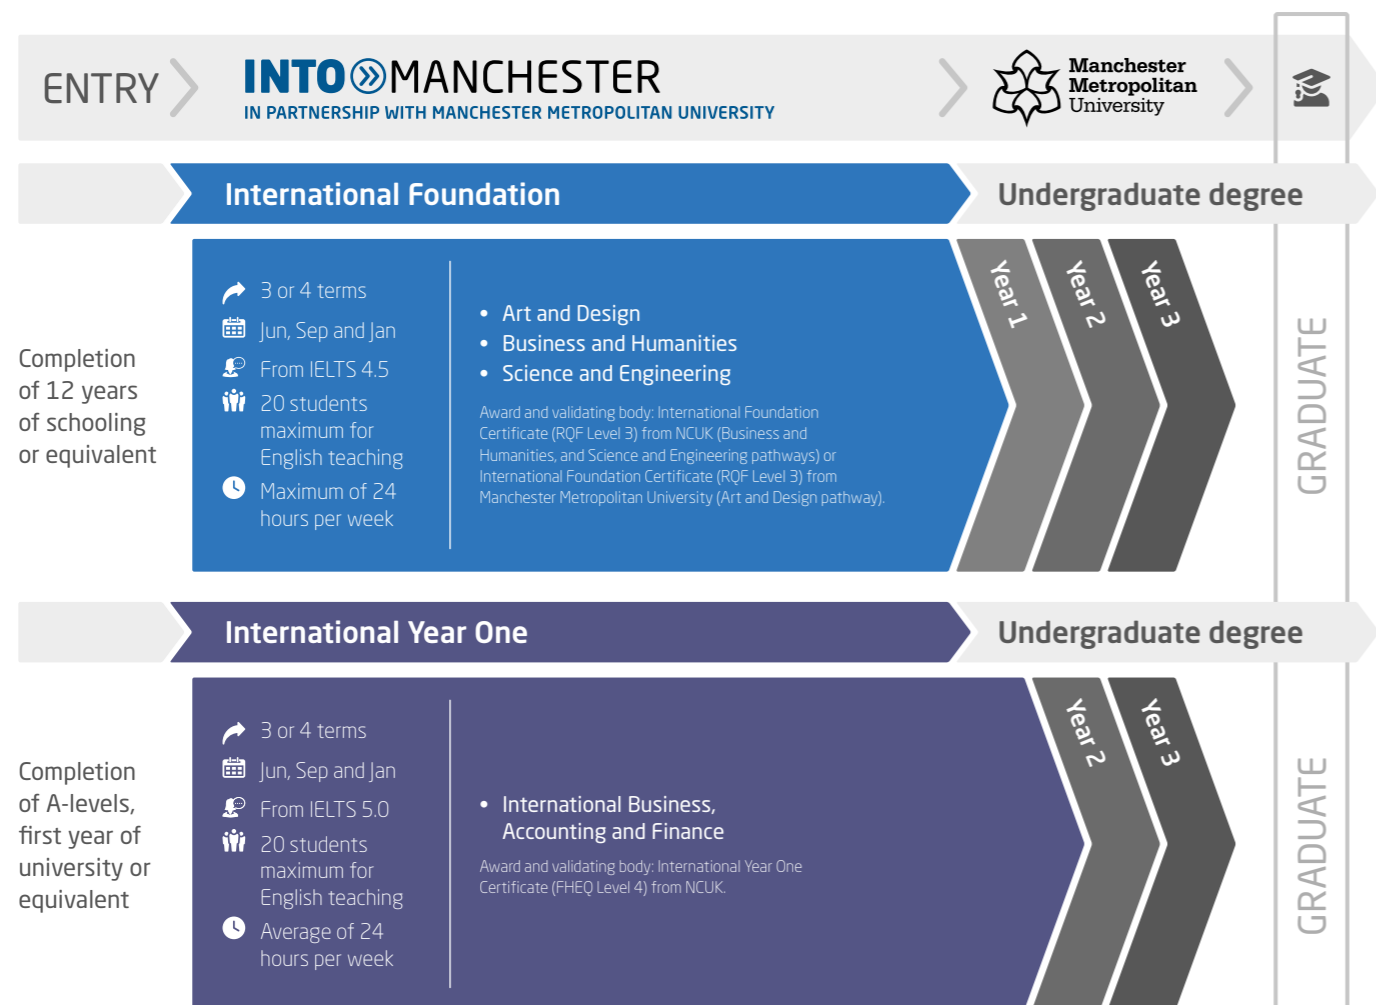 ENTRY
INTO MANCHESTER
IN PARTNERSHIP WITH MANCHESTER METROPOLITAN UNIVERSITY
Manchester
Metropolitan
University
International Foundation
Undergraduate degree
Completion
of 12 years
of schooling
or equivalent
3 or 4 terms
Jun, Sep and Jan
From IELTS 4.5
20 students
maximum for
English teaching
Maximum of 24
hours per week
• Art and Design
• Business and Humanities
• Science and Engineering
Award and validating body: International Foundation
Certificate (RQF Level 3) from NCUK (Business and
Humanities, and Science and Engineering pathways) or
International Foundation Certificate (RQF Level 3) from
Manchester Metropolitan University (Art and Design pathway).
Year 1
Year 2
Year 3
GRADUATE
International Year One
Undergraduate degree
Completion
of A-levels,
first year of
university or
equivalent
3 or 4 terms
Jun, Sep and Jan
From IELTS 5.0
20 students
maximum for
English teaching
Average of 24
hours per week
• International Business,
Accounting and Finance
Award and validating body: International Year One
Certificate (FHEQ Level 4) from NCUK.
Year 2
Year 3
GRADUATE